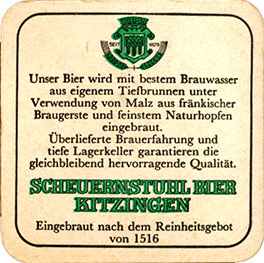 SEIT 1879
Unser Bier wird mit bestem Brauwasser
aus eigenem Tiefbrunnen unter
Verwendung von Malz aus fränkischer
Braugerste und feinstem Naturhopfen
eingebraut.
Überlieferte Brauerfahrung und
tiefe Lagerkeller garantieren die
gleichbleibend hervorragende Qualität.
SCHEUERNSTUHL BIER
KITZINGEN
Eingebraut nach dem Reinheitsgebot
von 1516